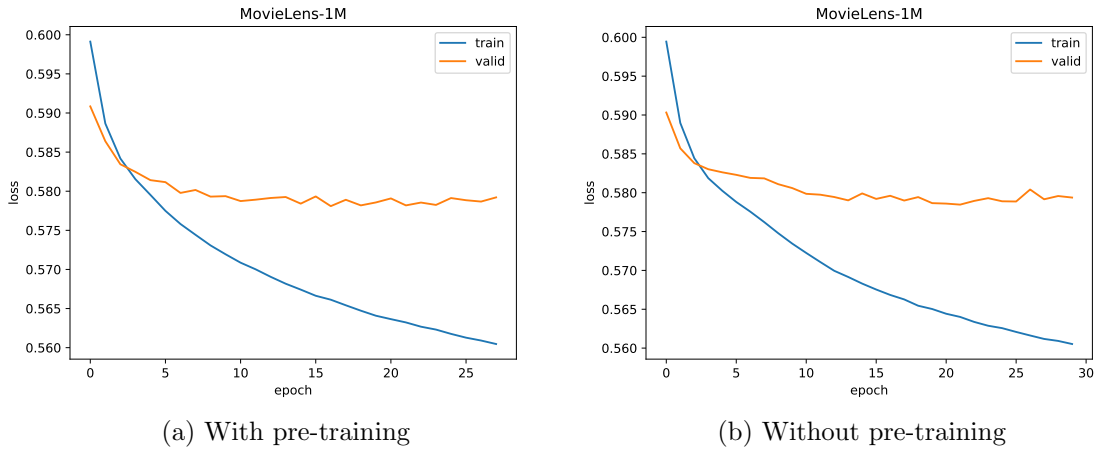 MovieLens-1M
0.600
0.595
0.590
0.585
0.580
0.575
0.570
0.565
0.560
loss
0 5 10 15 20 25
epoch
train
valid
(a) With pre-training
MovieLens-1M
0.600
0.595
0.590
0.585
0.580
0.575
0.570
0.565
0.560
loss
0 5 10 15 20 25 30
epoch
train
valid
(b) Without pre-training